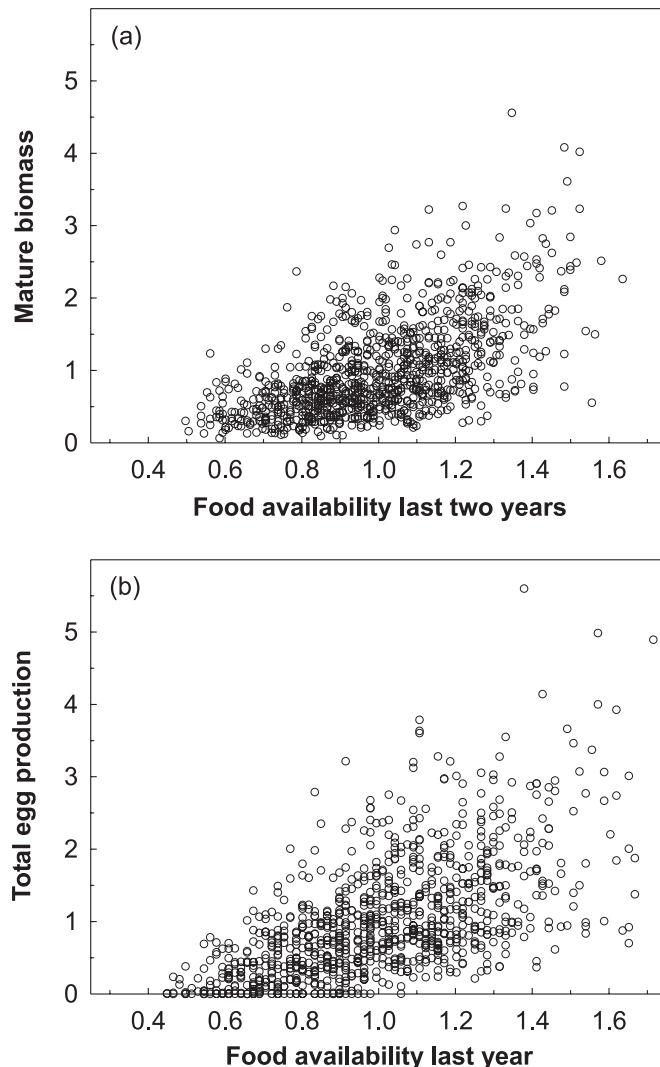 (a)
5
4
3
2
1
0
Mature biomass
0.4 0.6 0.8 1.0 1.2 1.4 1.6
Food availability last two years
(b)
5
4
3
2
1
0
Total egg production
0.4 0.6 0.8 1.0 1.2 1.4 1.6
Food availability last year